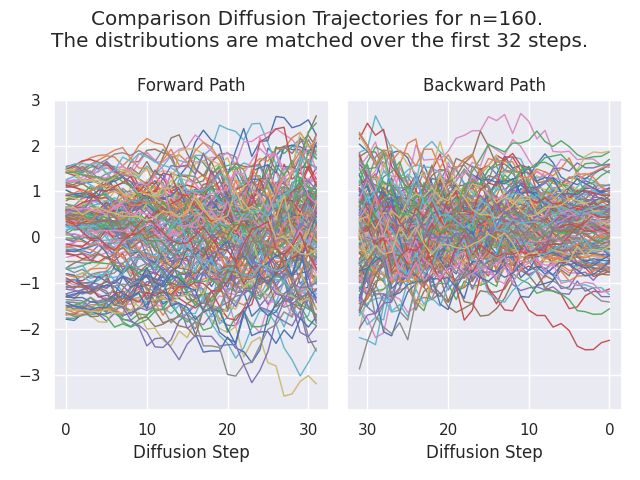 Comparison Diffusion Trajectories for n=160.
The distributions are matched over the first 32 steps.
Forward Path
Backward Path
3
2
1
0
−1
−2
−3
0 10 20 30
30 20 10 0
Diffusion Step
Diffusion Step